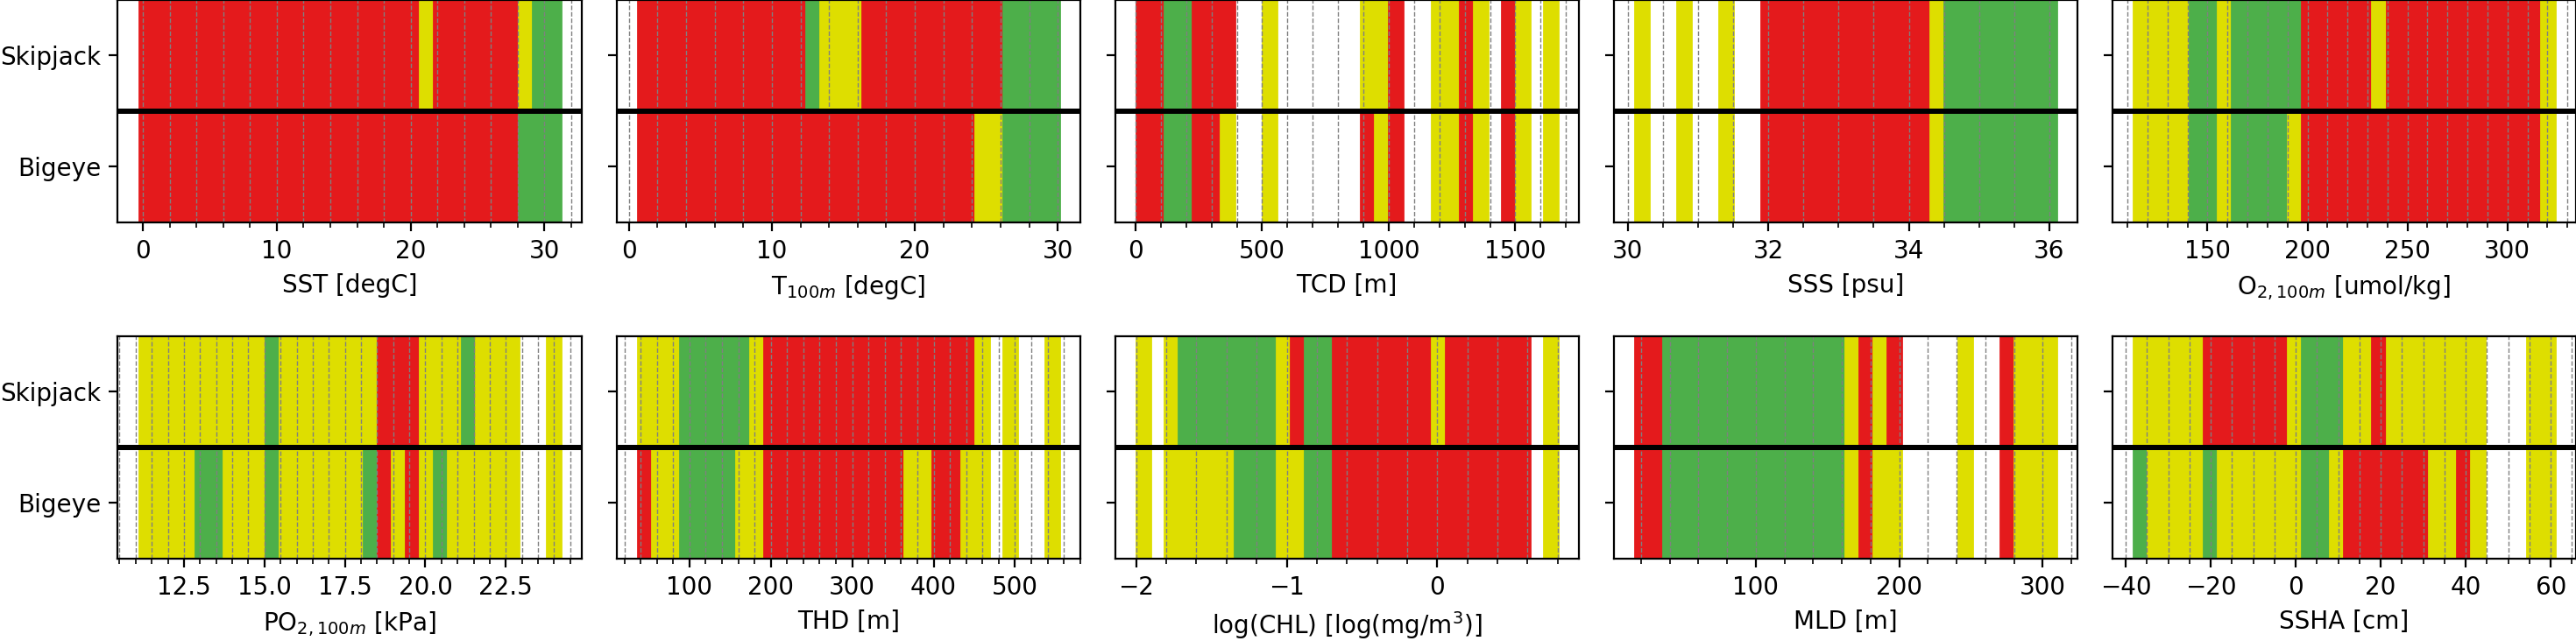 Skipjack
Bigeye
0 10 20 30
SST [degC]
0 10 20 30
T100m [degC]
0 500 1000 1500
TCD [m]
30 32 34 36
SSS [psu]
150 200 250 300
O2, 100m [umol/kg]
Skipjack
Bigeye
12.5 15.0 17.5 20.0 22.5
PO2, 100m [kPa]
100 200 300 400 500
THD [m]
−2 −1 0
log(CHL) [log(mg/m³)]
100 200 300
MLD [m]
−40 −20 0 20 40 60
SSHA [cm]